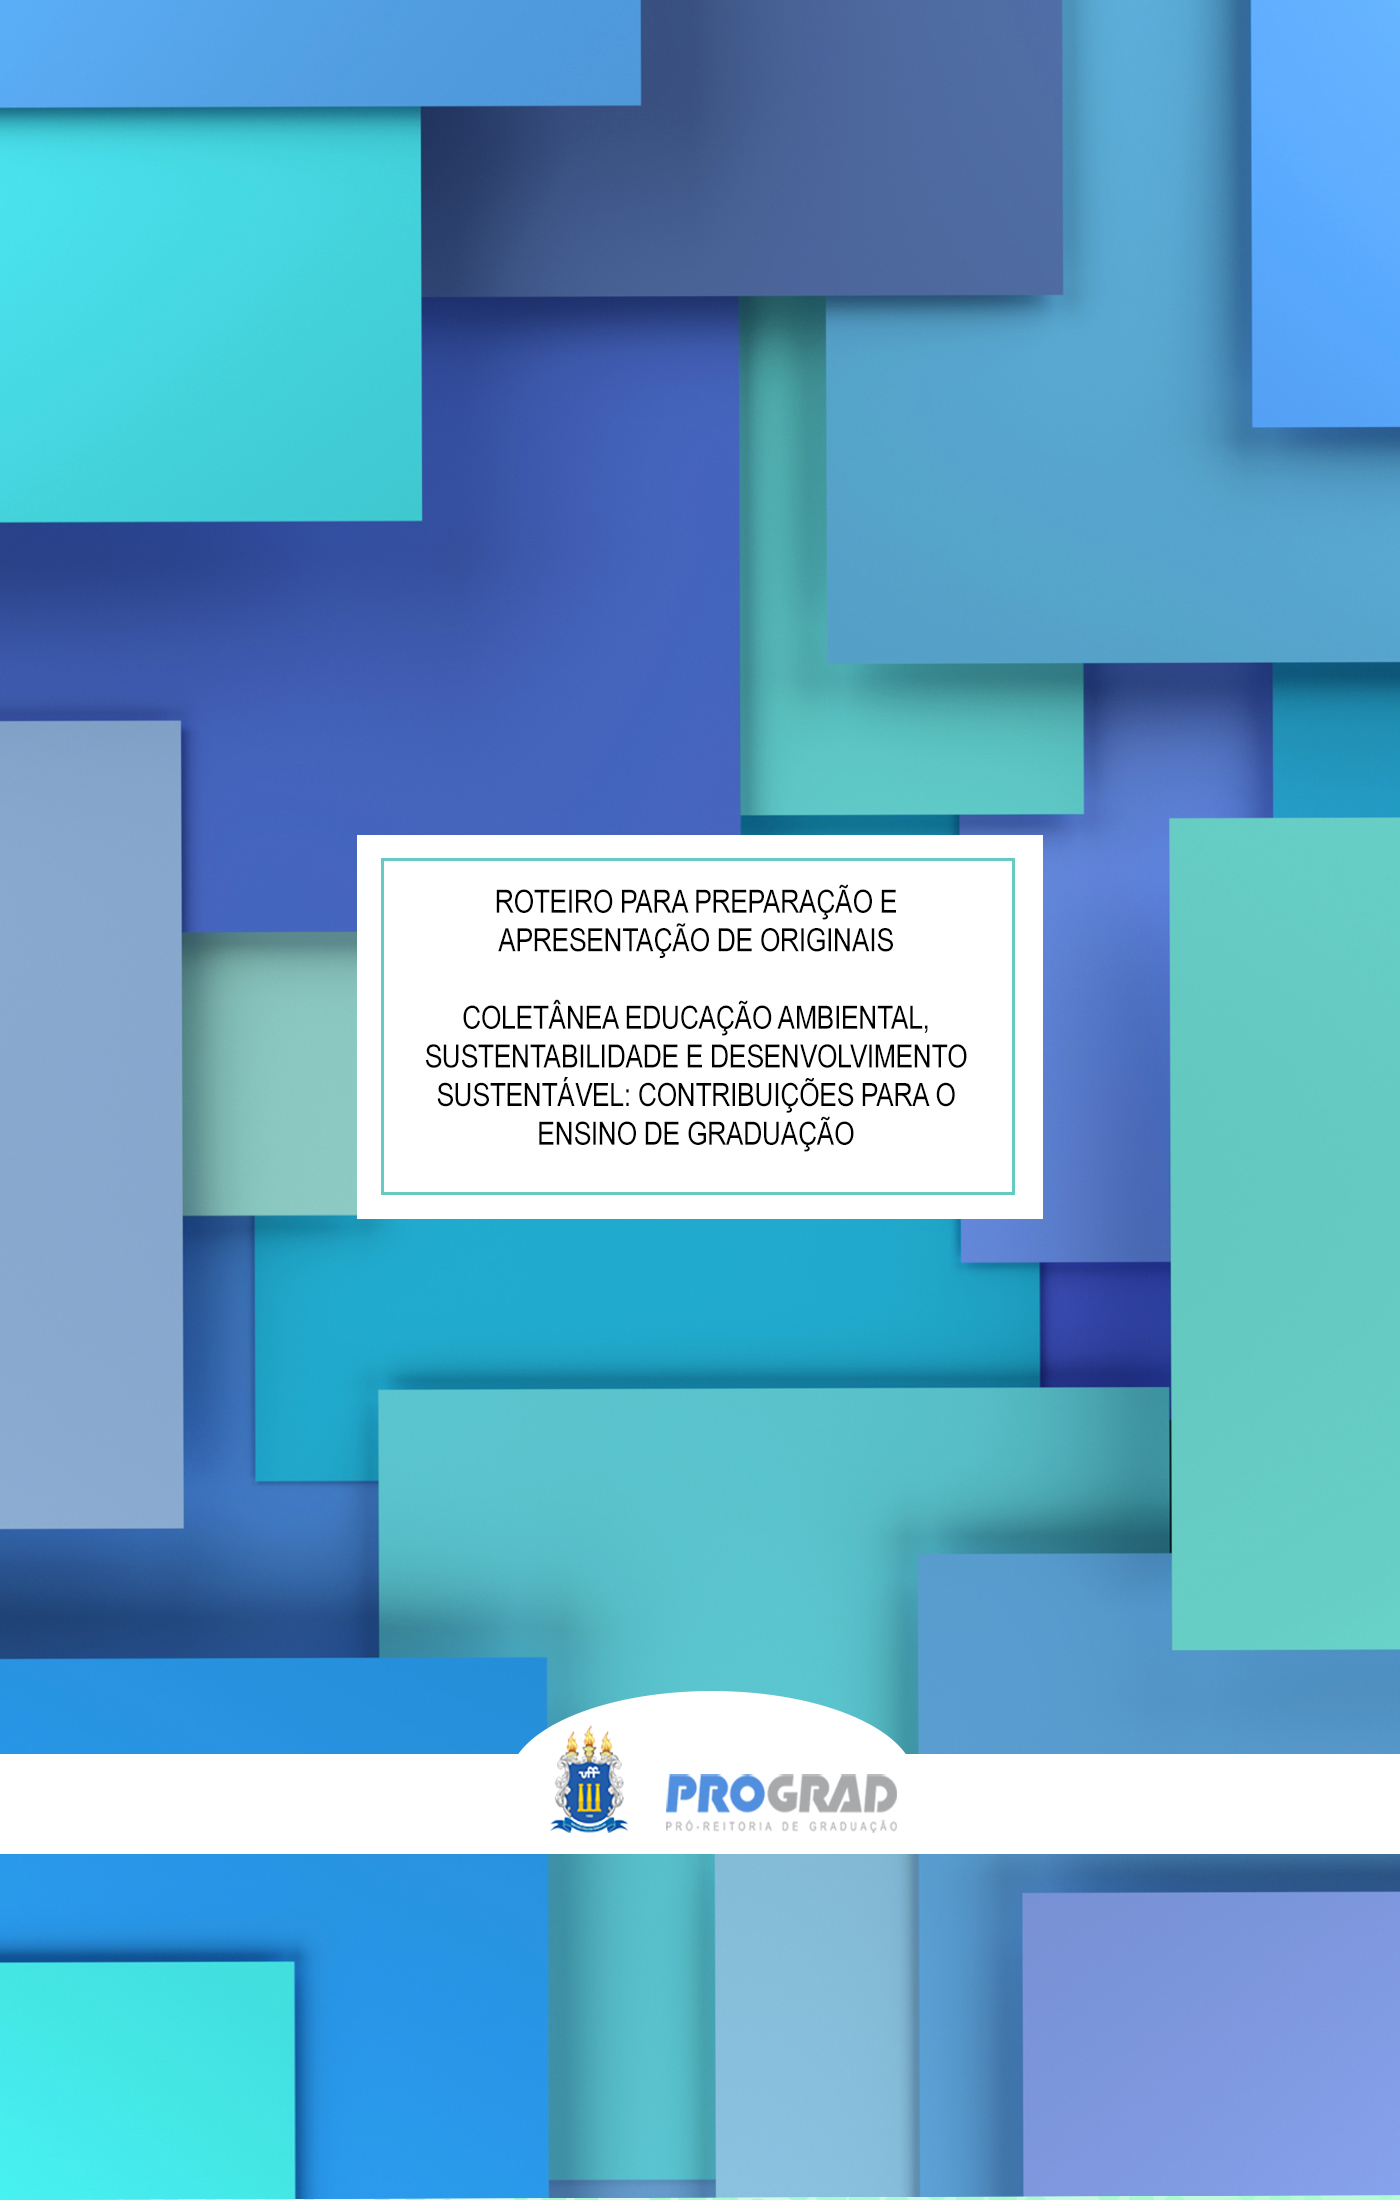 ROTEIRO PARA PREPARAÇÃO E
APRESENTAÇÃO DE ORIGINAIS
COLETÂNEA EDUCAÇÃO AMBIENTAL,
SUSTENTABILIDADE E DESENVOLVIMENTO
SUSTENTÁVEL: CONTRIBUIÇÕES PARA O
ENSINO DE GRADUAÇÃO
uff
PROGRAD
PRÓ-REITORIA DE GRADUAÇÃO